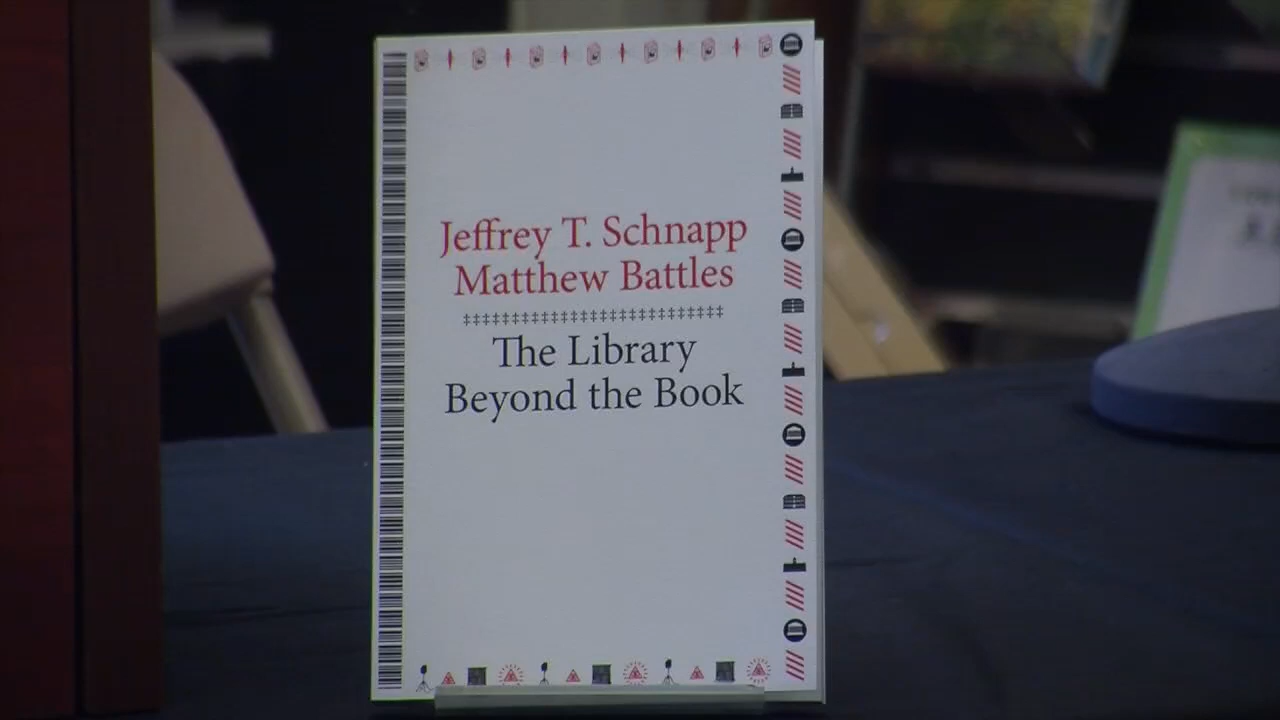 Jeffrey T. Schnapp
Matthew Battles
‡‡‡‡‡‡‡‡‡‡‡‡‡‡‡‡‡‡‡‡‡‡‡‡‡‡‡
The Library
Beyond the Book